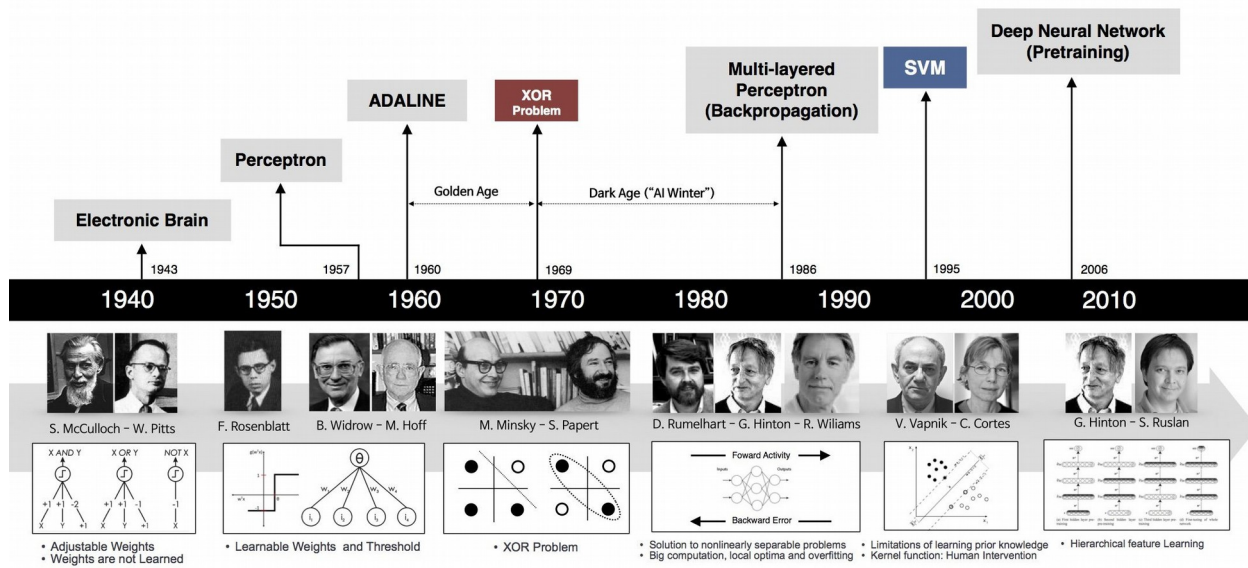 Deep Neural Network
(Pretraining)
Multi-layered
Perceptron
(Backpropagation)
SVM
ADALINE
XOR
Problem
Perceptron
Golden Age
Dark Age ("AI Winter")
Electronic Brain
1943
1957
1960
1969
1986
1995
2006
1940
1950
1960
1970
1980
1990
2000
2010
S. McCulloch – W. Pitts
F. Rosenblatt
B. Widrow – M. Hoff
M. Minsky – S. Papert
D. Rumelhart – G. Hinton – R. Wiliams
V. Vapnik – C. Cortes
G. Hinton – S. Ruslan
X AND Y
X OR Y
NOT X
+1 +1 -2
+1 +1 -1
-1
X Y +1
X Y +1
X
Foward Activity
Inputs
Outputs
Backward Error
• Adjustable Weights
• Weights are not Learned
• Learnable Weights and Threshold
• XOR Problem
• Solution to nonlinearly separable problems
• Big computation, local optima and overfitting
• Limitations of learning prior knowledge
• Kernel function: Human Intervention
• Hierarchical feature Learning